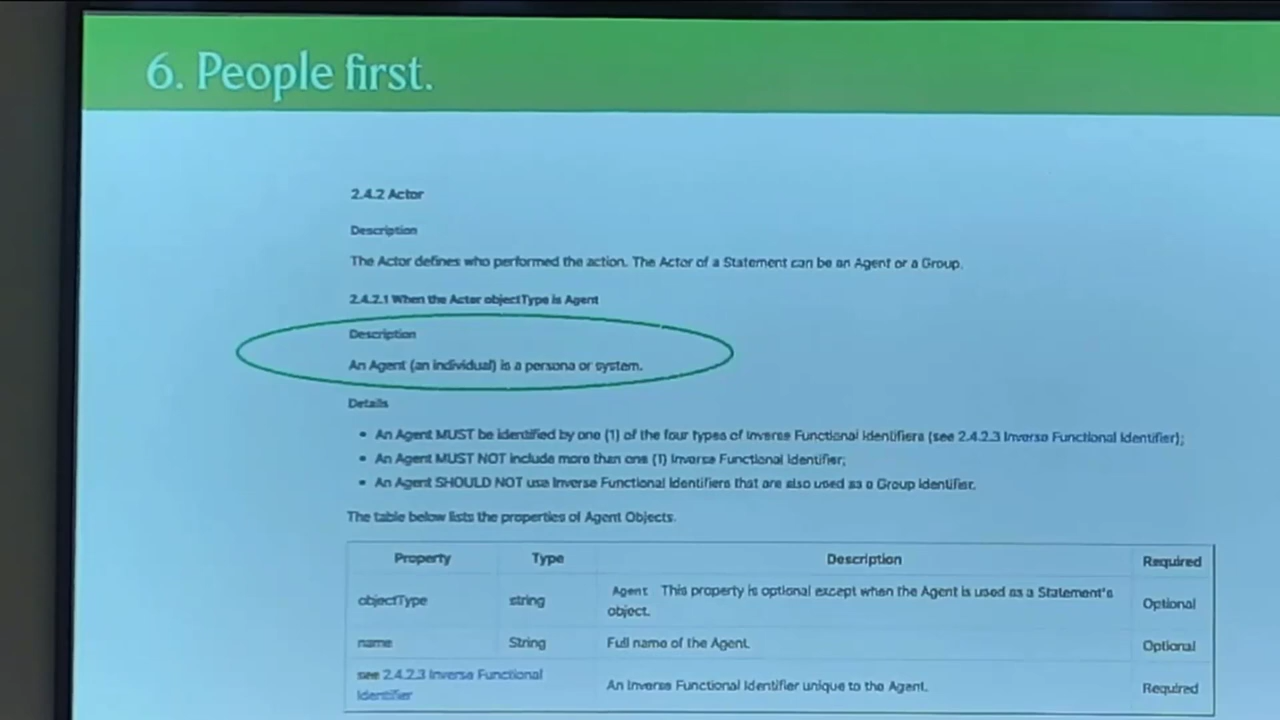 6. People first.
2.4.2 Actor
Description
The Actor defines who performed the action. The Actor of a Statement can be an Agent or a Group.
2.4.2.1 When the Actor objectType is Agent
Description
An Agent (an individual) is a persona or system.
Details
• An Agent MUST be identified by one (1) of the four types of Inverse Functional Identifiers (see 2.4.2.3 Inverse Functional Identifier);
• An Agent MUST NOT include more than one (1) Inverse Functional Identifier;
• An Agent SHOULD NOT use Inverse Functional Identifiers that are also used as a Group identifier.
The table below lists the properties of Agent Objects.
Property Type Description Required
objectType string Agent This property is optional except when the Agent is used as a Statement's
object. Optional
name String Full name of the Agent. Optional
see 2.4.2.3 Inverse Functional
Identifier An Inverse Functional Identifier unique to the Agent. Required